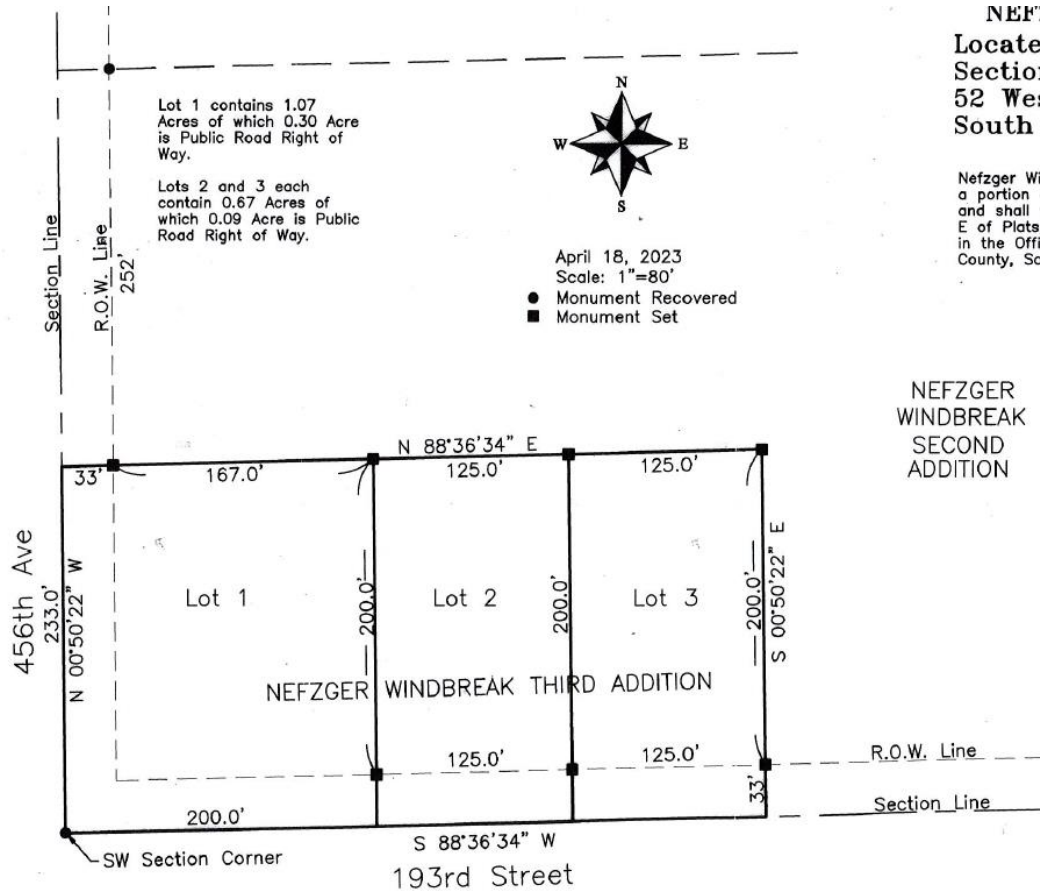 Locate
Section
52 Wes
South
Lot 1 contains 1.07
Acres of which 0.30 Acre
is Public Road Right of
Way.
Lots 2 and 3 each
contain 0.67 Acres of
which 0.09 Acre is Public
Road Right of Way.
N
W
E
S
Nefzger Wi
a portion
and shall
E of Plats
in the Offi
County, So
Section Line
R.O.W. Line
252'
April 18, 2023
Scale: 1"=80'
Monument Recovered
Monument Set
NEFZGER
WINDBREAK
SECOND
ADDITION
N 88°36'34" E
33'
167.0'
125.0'
125.0'
456th Ave
233.0'
N 00°50'22" W
Lot 1
200.0'
Lot 2
200.0'
Lot 3
200.0'
S 00°50'22" E
NEFZGER WINDBREAK THIRD ADDITION
125.0'
125.0'
R.O.W. Line
33'
Section Line
200.0'
S 88°36'34" W
SW Section Corner
193rd Street